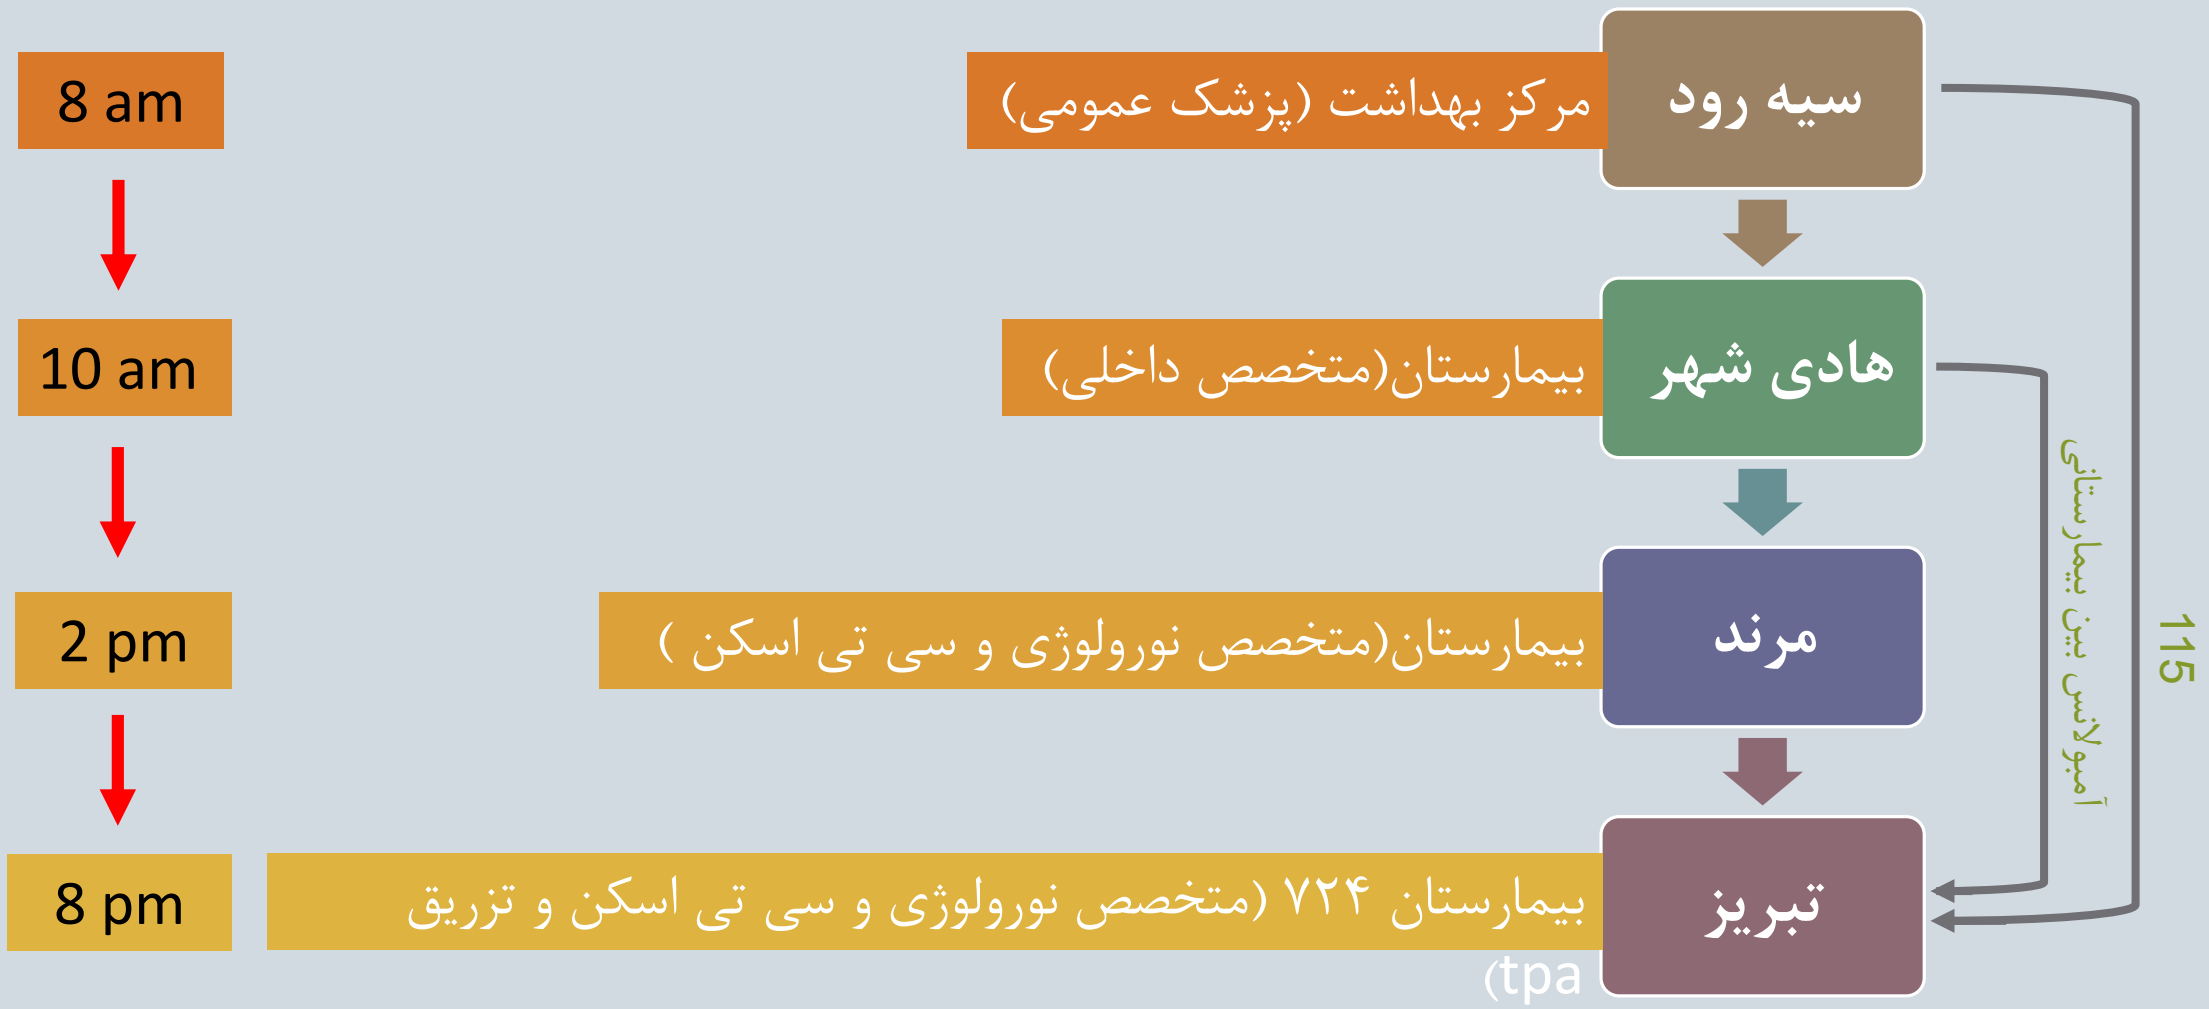 سیه رود
مرکز بهداشت (پزشک عمومی)
8 am
هادی شهر
بیمارستان(متخصص داخلی)
10 am
مرند
بیمارستان(متخصص نورولوژی و سی تی اسکن )
2 pm
تبریز
بیمارستان ۷۲۴ (متخصص نورولوژی و سی تی اسکن و تزریق
tpa)
8 pm
آمبولانس بین بیمارستانی
115